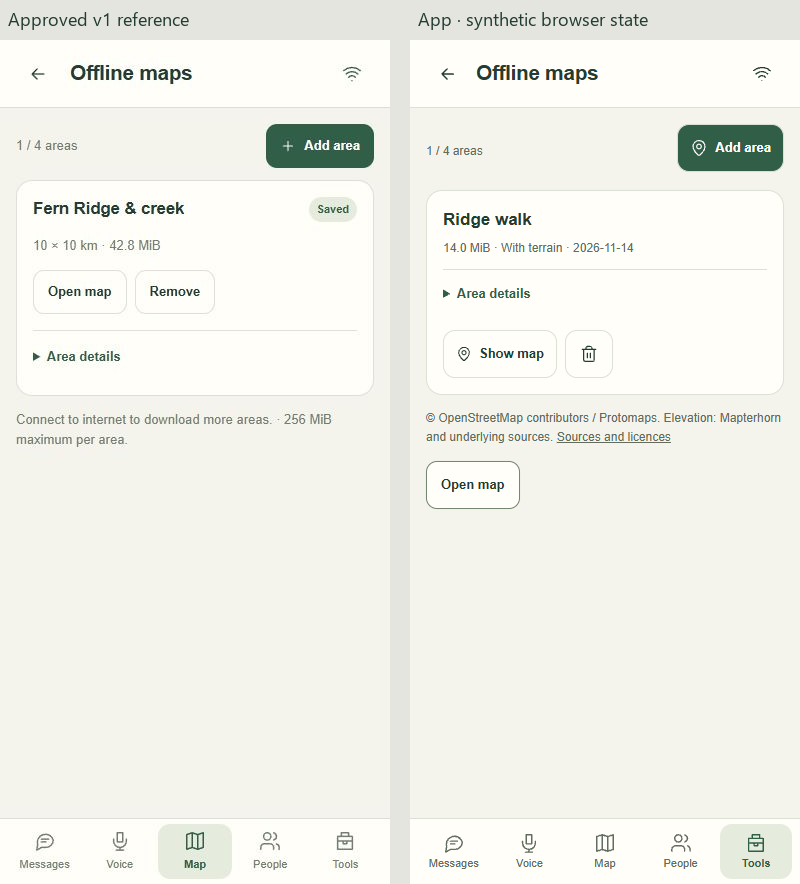 Approved v1 reference
Offline maps
1 / 4 areas
Add area
Fern Ridge & creek
Saved
10 × 10 km · 42.8 MiB
Open map
Remove
Area details
Connect to internet to download more areas. · 256 MiB
maximum per area.
Messages
Voice
Map
People
Tools
App · synthetic browser state
Offline maps
1 / 4 areas
Add area
Ridge walk
14.0 MiB · With terrain · 2026-11-14
Area details
Show map
© OpenStreetMap contributors / Protomaps. Elevation: Mapterhorn
and underlying sources. Sources and licences
Open map
Messages
Voice
Map
People
Tools